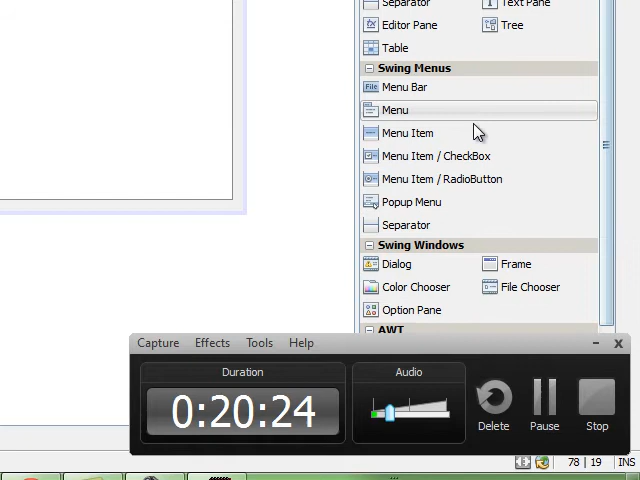 Separator Text Pane
Editor Pane Tree
Table
Swing Menus
File Menu Bar
Menu
Menu Item
Menu Item / CheckBox
Menu Item / RadioButton
Popup Menu
Separator
Swing Windows
Dialog Frame
Color Chooser File Chooser
Option Pane
AWT
Capture Effects Tools Help
Duration Audio
0:20:24
Delete Pause Stop
78 | 19 INS